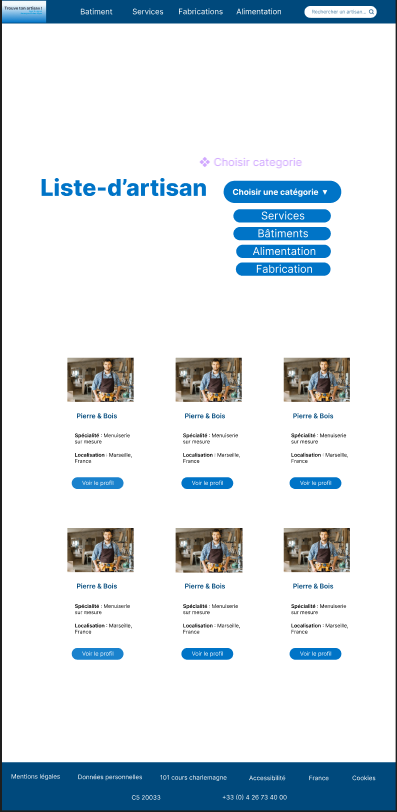 Trouve ton artisan !
Batiment Services Fabrications Alimentation Rechercher un artisan...
❖ Choisir categorie
Liste-d’artisan
Choisir une catégorie ▼
Services
Bâtiments
Alimentation
Fabrication
Pierre & Bois Pierre & Bois Pierre & Bois
Spécialité : Menuiserie Spécialité : Menuiserie Spécialité : Menuiserie
sur mesure sur mesure sur mesure
Localisation : Marseille, Localisation : Marseille, Localisation : Marseille,
France France France
Voir le profil Voir le profil Voir le profil
Pierre & Bois Pierre & Bois Pierre & Bois
Spécialité : Menuiserie Spécialité : Menuiserie Spécialité : Menuiserie
sur mesure sur mesure sur mesure
Localisation : Marseille, Localisation : Marseille, Localisation : Marseille,
France France France
Voir le profil Voir le profil Voir le profil
Mentions légales Données personnelles 101 cours charlemagne Accessibilité France Cookies
CS 20033 +33 (0) 4 26 73 40 00